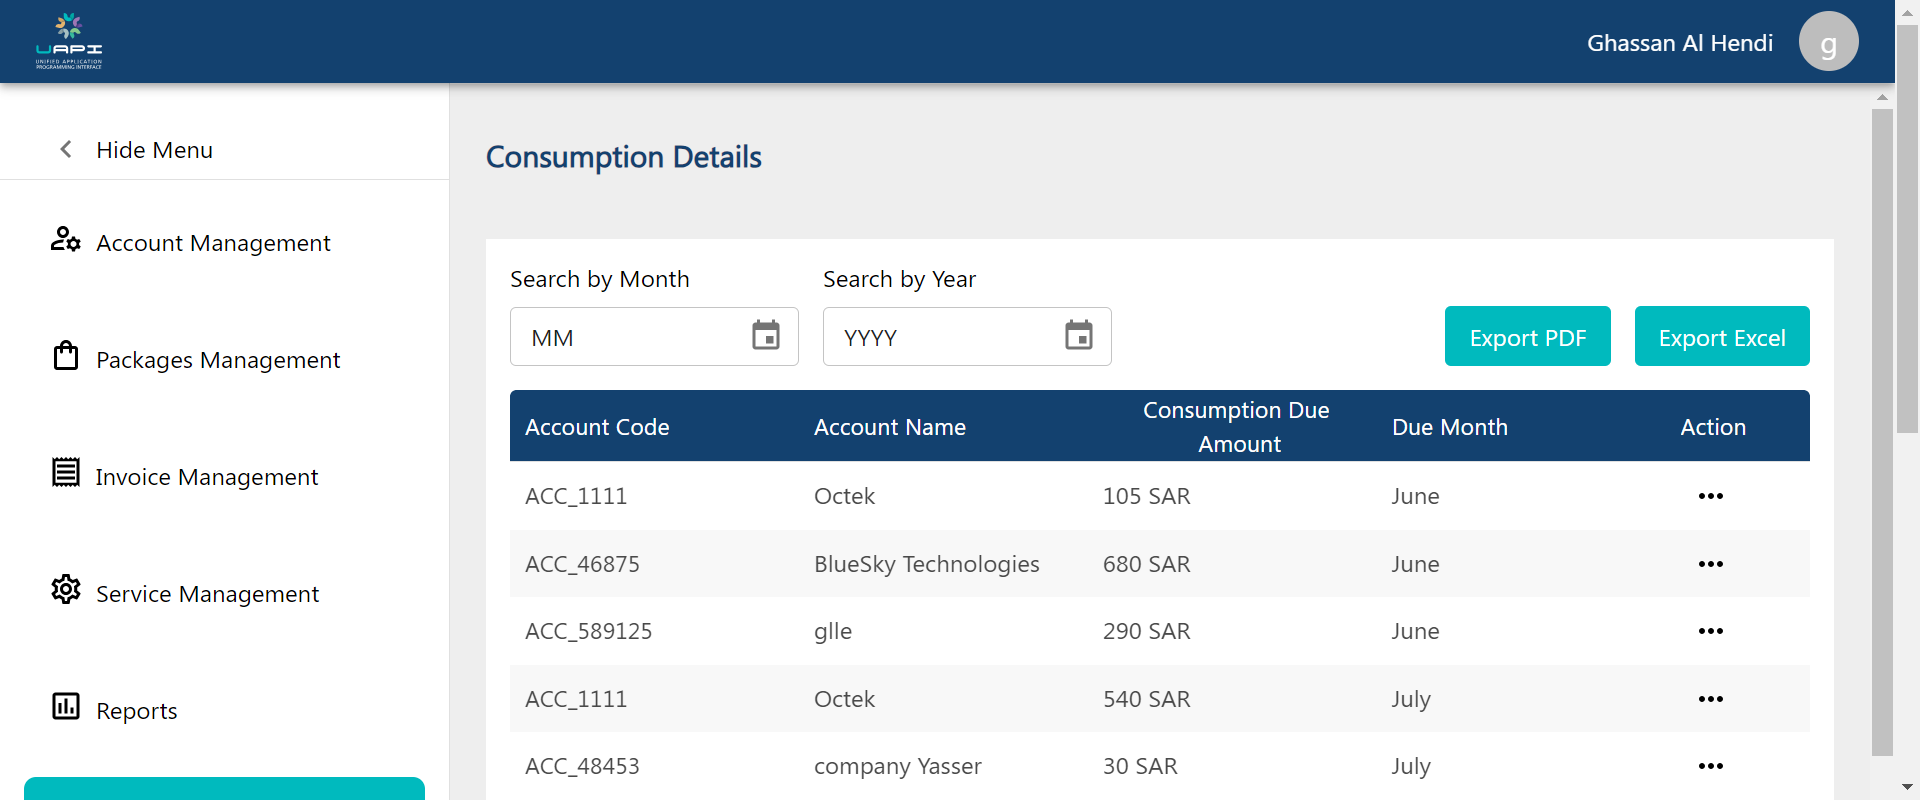 UAPI
UNIFIED APPLICATION
PROGRAMMING INTERFACE
Ghassan Al Hendi
g
Hide Menu
Account Management
Packages Management
Invoice Management
Service Management
Reports
Consumption Details
Search by Month
Search by Year
MM
YYYY
Export PDF
Export Excel
Account Code
Account Name
Consumption Due
Amount
Due Month
Action
ACC_1111 Octek 105 SAR June
ACC_46875 BlueSky Technologies 680 SAR June
ACC_589125 glle 290 SAR June
ACC_1111 Octek 540 SAR July
ACC_48453 company Yasser 30 SAR July